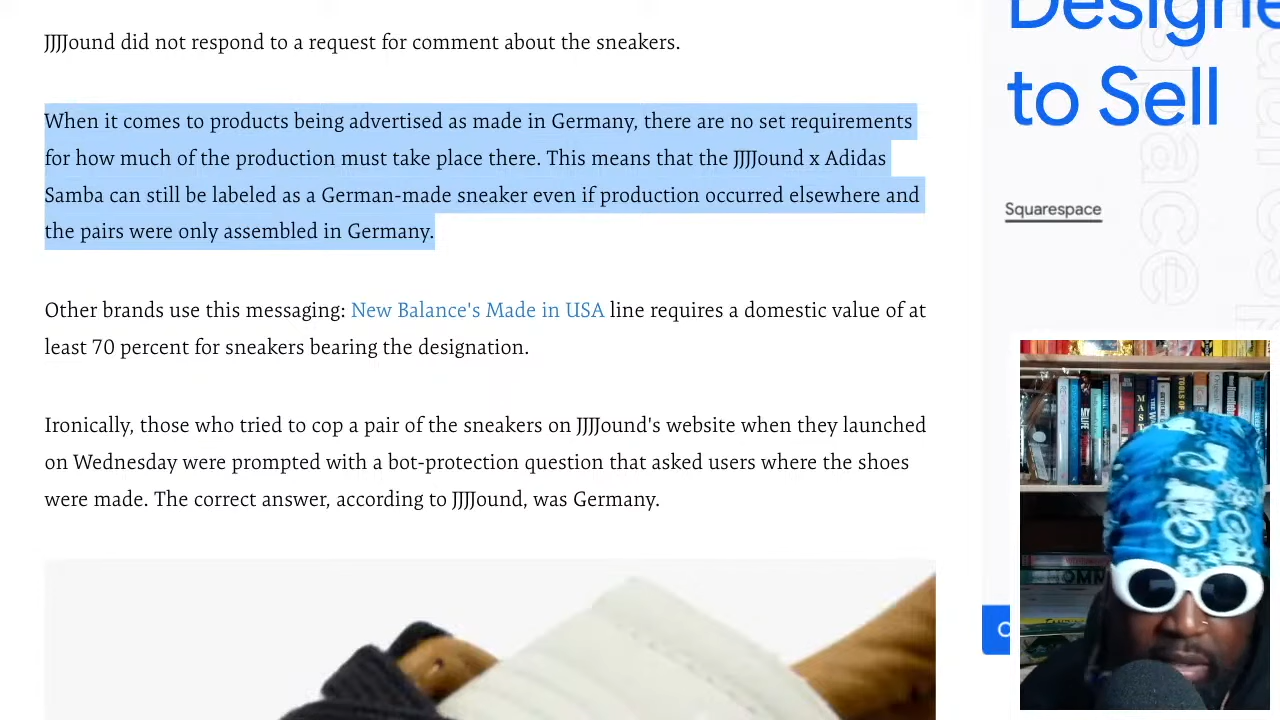 JJJJound did not respond to a request for comment about the sneakers.
When it comes to products being advertised as made in Germany, there are no set requirements
for how much of the production must take place there. This means that the JJJJound x Adidas
Samba can still be labeled as a German-made sneaker even if production occurred elsewhere and
the pairs were only assembled in Germany.
Other brands use this messaging: New Balance's Made in USA line requires a domestic value of at
least 70 percent for sneakers bearing the designation.
Ironically, those who tried to cop a pair of the sneakers on JJJJound's website when they launched
on Wednesday were prompted with a bot-protection question that asked users where the shoes
were made. The correct answer, according to JJJJound, was Germany.
to Sell
Squarespace